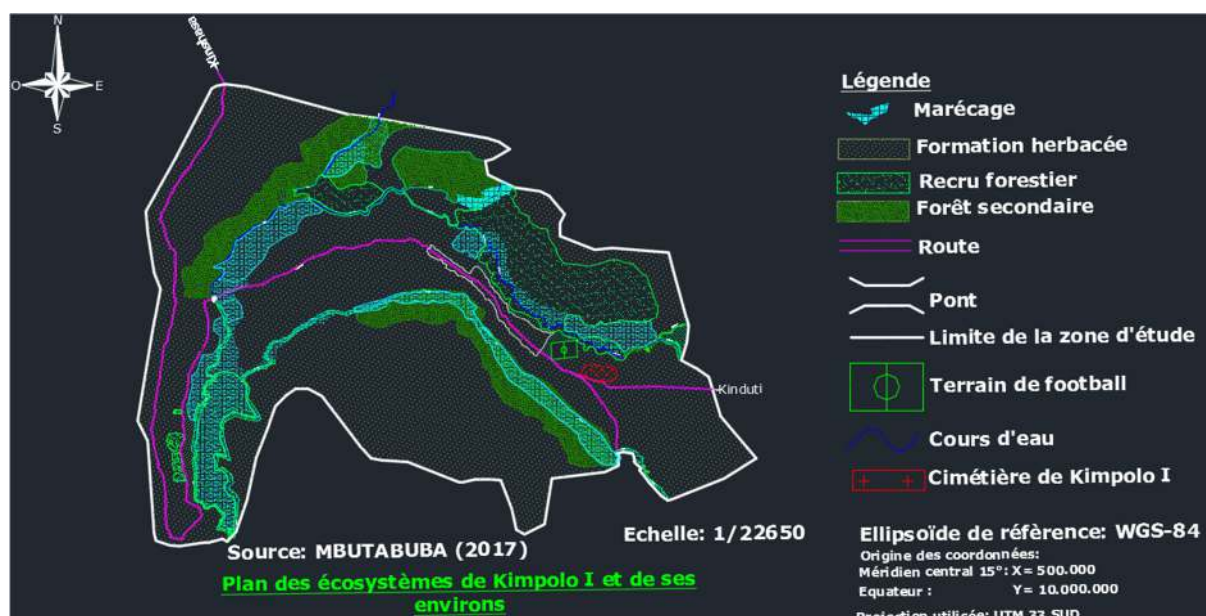 N
O
E
S
Kinshasa
Kinduti
Légende
Marécage
Formation herbacée
Recru forestier
Forêt secondaire
Route
Pont
Limite de la zone d'étude
Terrain de football
Cours d'eau
Cimétière de Kimpolo I
Echelle: 1/22650
Source: MBUTABUBA (2017)
Plan des écosystèmes de Kimpolo I et de ses
environs
Ellipsoïde de réfèrence: WGS-84
Origine des coordonnées:
Méridien central 15°: X= 500.000
Equateur : Y= 10.000.000
Projection utilisée: UTM 33 SUD